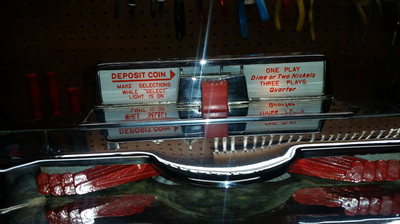 DEPOSIT COIN
MAKE SELECTIONS
WHILE "SELECT"
LIGHT IS ON
ONE PLAY
Dime or Two Nickels
THREE PLAYS
Quarter